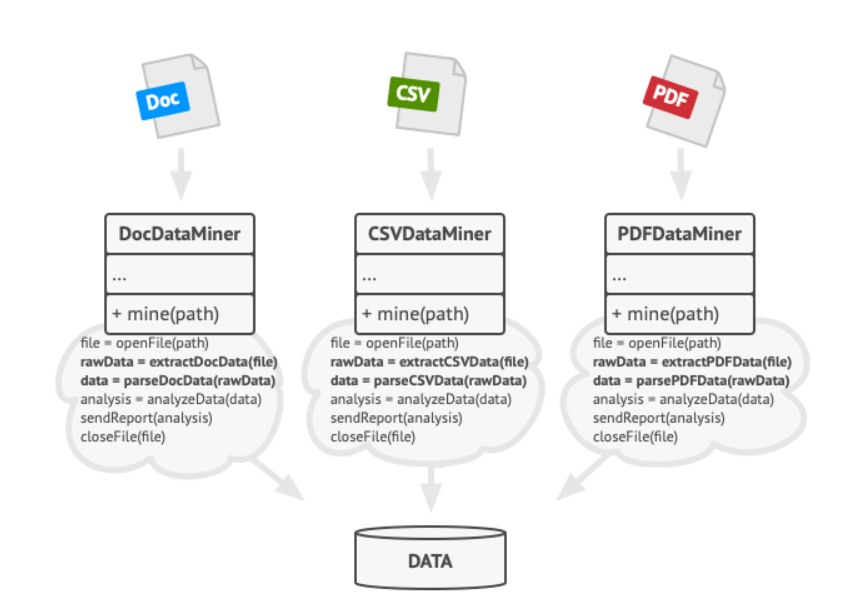 Doc
CSV
PDF
DocDataMiner
...
+ mine(path)
file = openFile(path)
rawData = extractDocData(file)
data = parseDocData(rawData)
analysis = analyzeData(data)
sendReport(analysis)
closeFile(file)
CSVDataMiner
...
+ mine(path)
file = openFile(path)
rawData = extractCSVData(file)
data = parseCSVData(rawData)
analysis = analyzeData(data)
sendReport(analysis)
closeFile(file)
PDFDataMiner
...
+ mine(path)
file = openFile(path)
rawData = extractPDFData(file)
data = parsePDFData(rawData)
analysis = analyzeData(data)
sendReport(analysis)
closeFile(file)
DATA